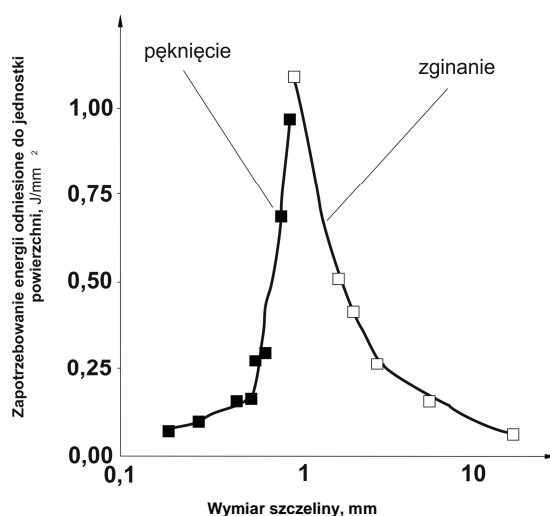 Zapotrzebowanie energii odniesione do jednostki
powierzchni, J/mm 2
pęknięcie
zginanie
1,00
0,75
0,50
0,25
0,00
0,1
1
10
Wymiar szczeliny, mm